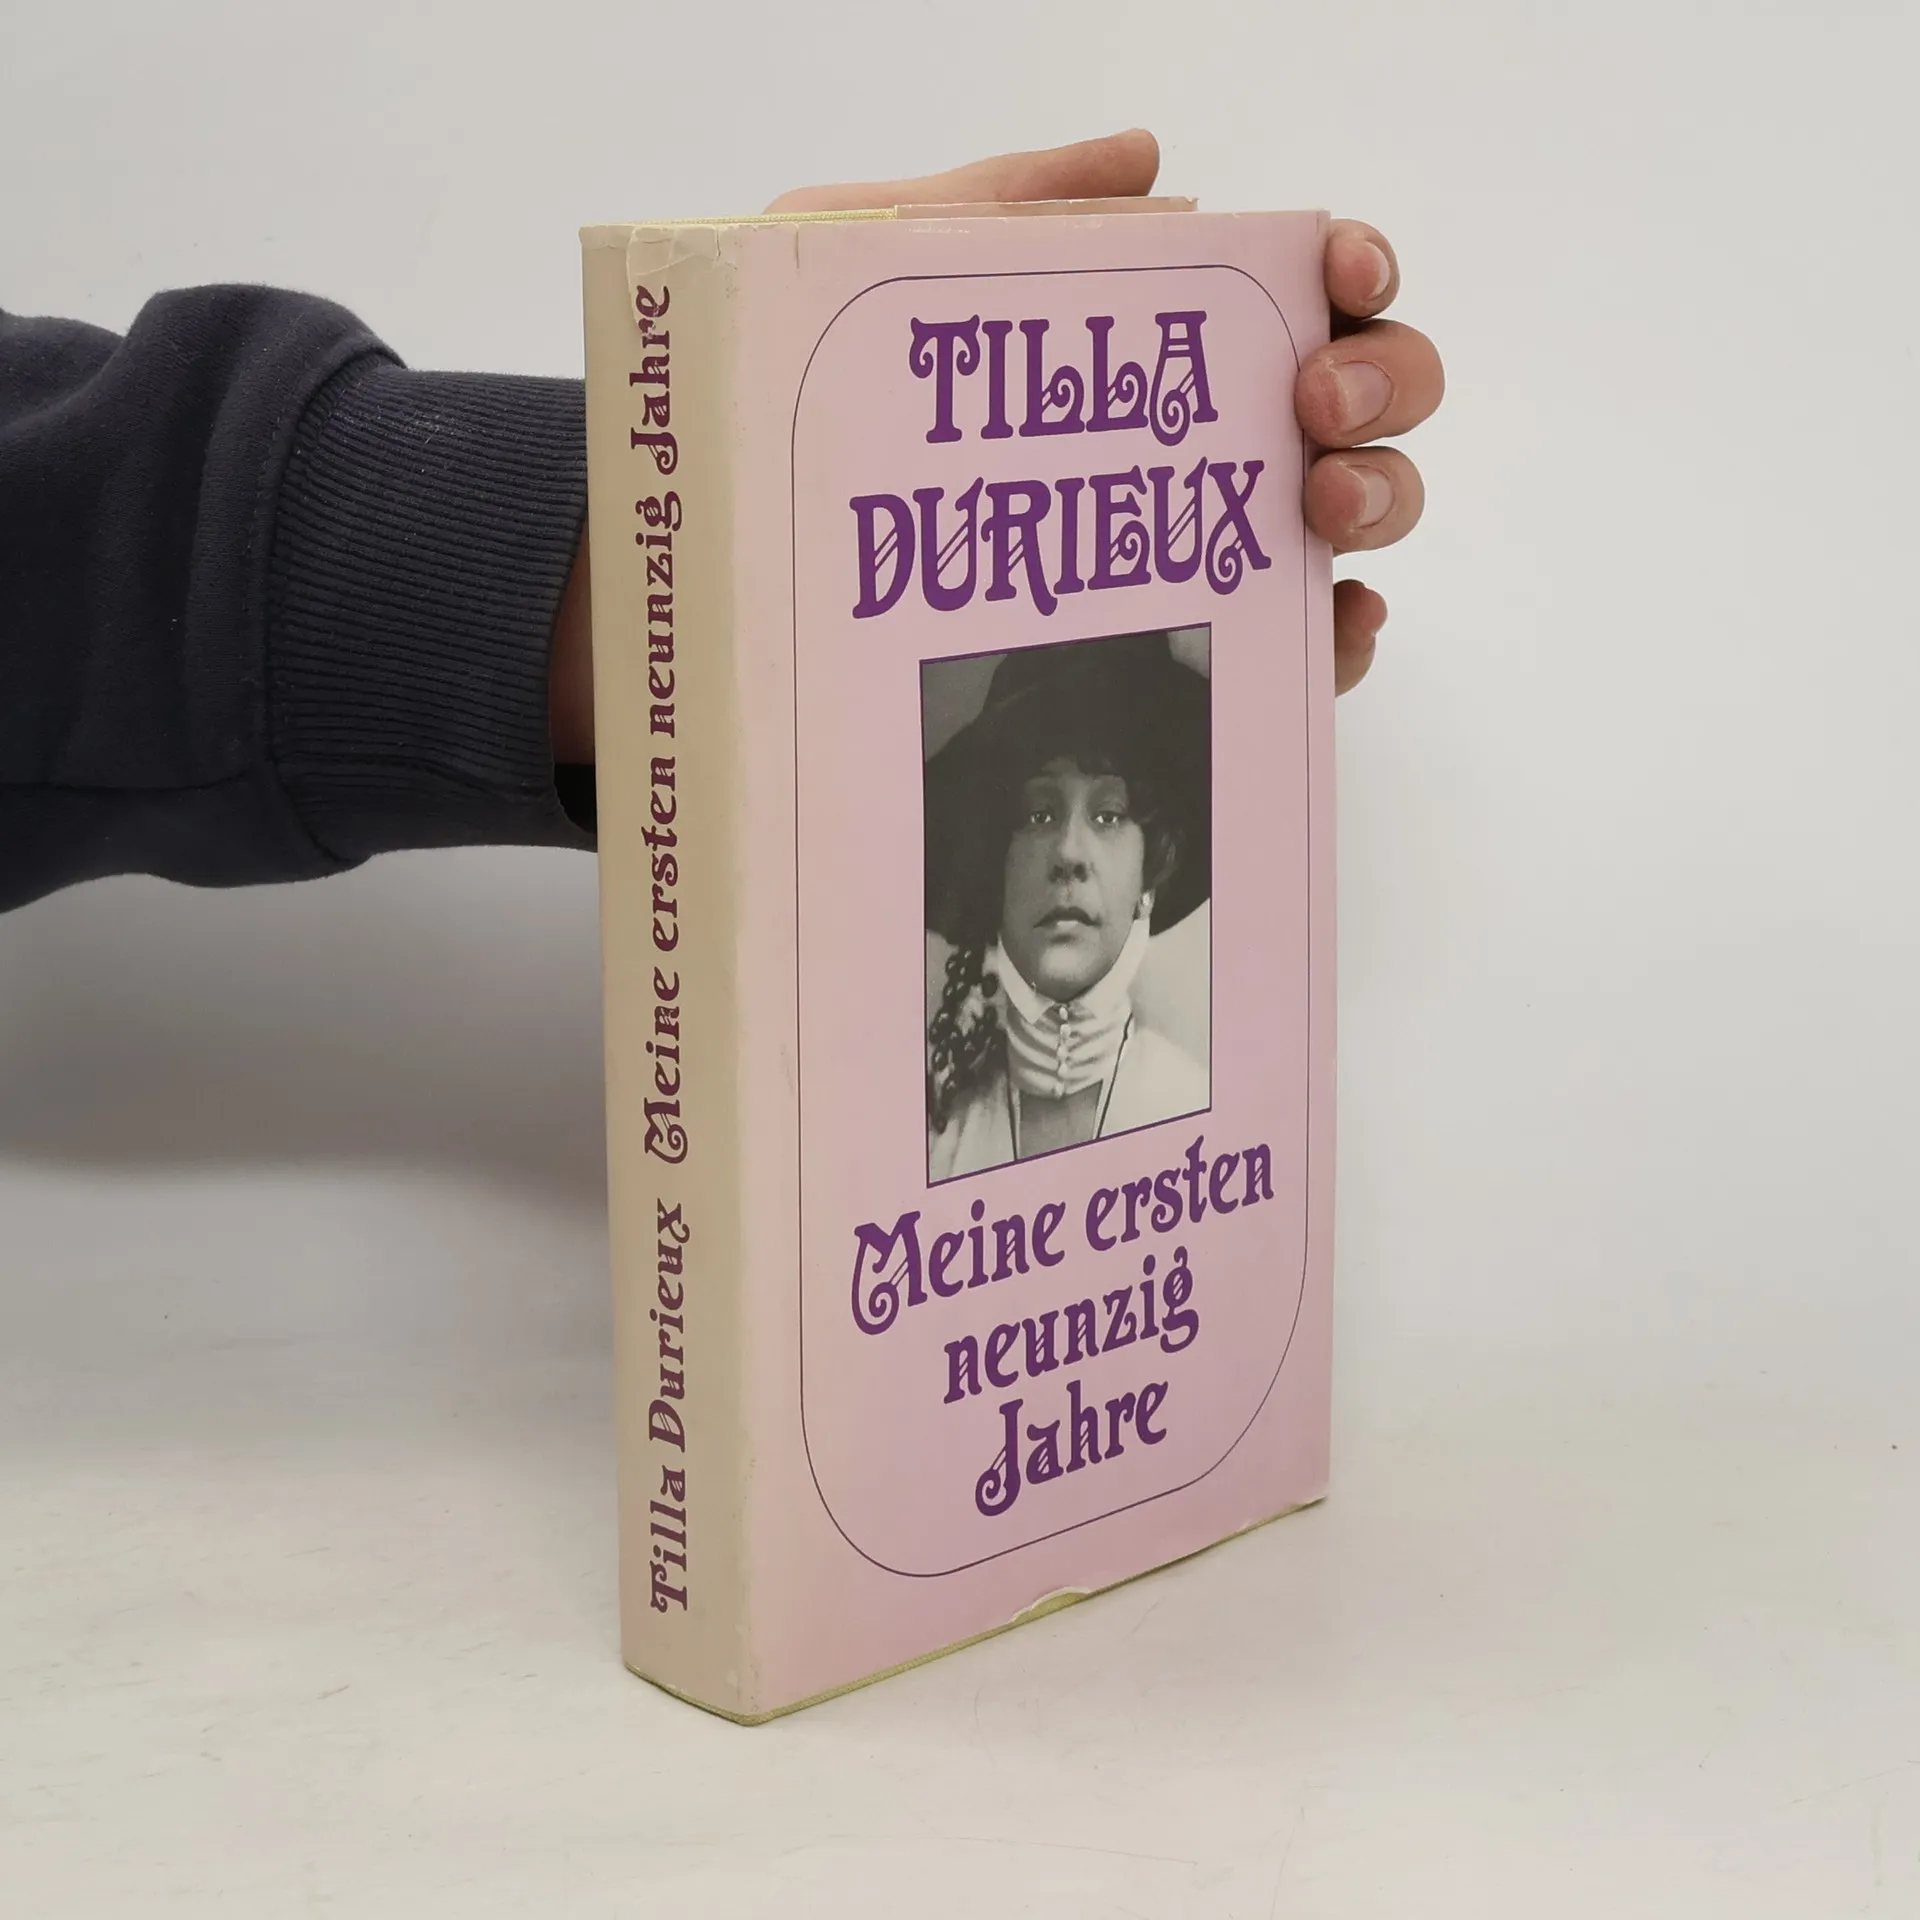 Tilla Durieux Meine ersten neunzig Jahre
TILLA
DURIEUX
Meine ersten
neunzig
Jahre